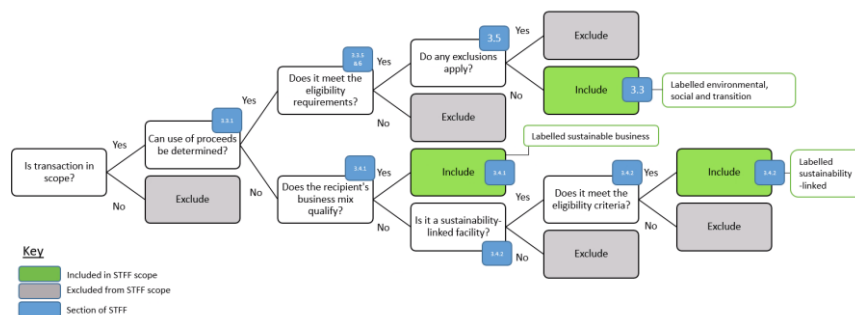 3.5
Yes
Exclude
Do any exclusions
apply?
3.3.3
&6
Yes
Does it meet the
eligibility requirements?
No
Include
3.3
Labelled environmental,
social and transition
3.3.1
Yes
Can use of proceeds
be determined?
No
Exclude
Labelled sustainable business
Yes
Is transaction in
scope?
No
Exclude
No
3.4.1
Yes
Does the recipient's
business mix
qualify?
No
Include
3.4.1
3.4.2
Yes
Does it meet the
eligibility criteria?
No
Include
3.4.2
Labelled
sustainability
-linked
Yes
Is it a sustainability-
linked facility?
No
Exclude
Exclude
Key
Included in STFF scope
Excluded from STFF scope
Section of STFF